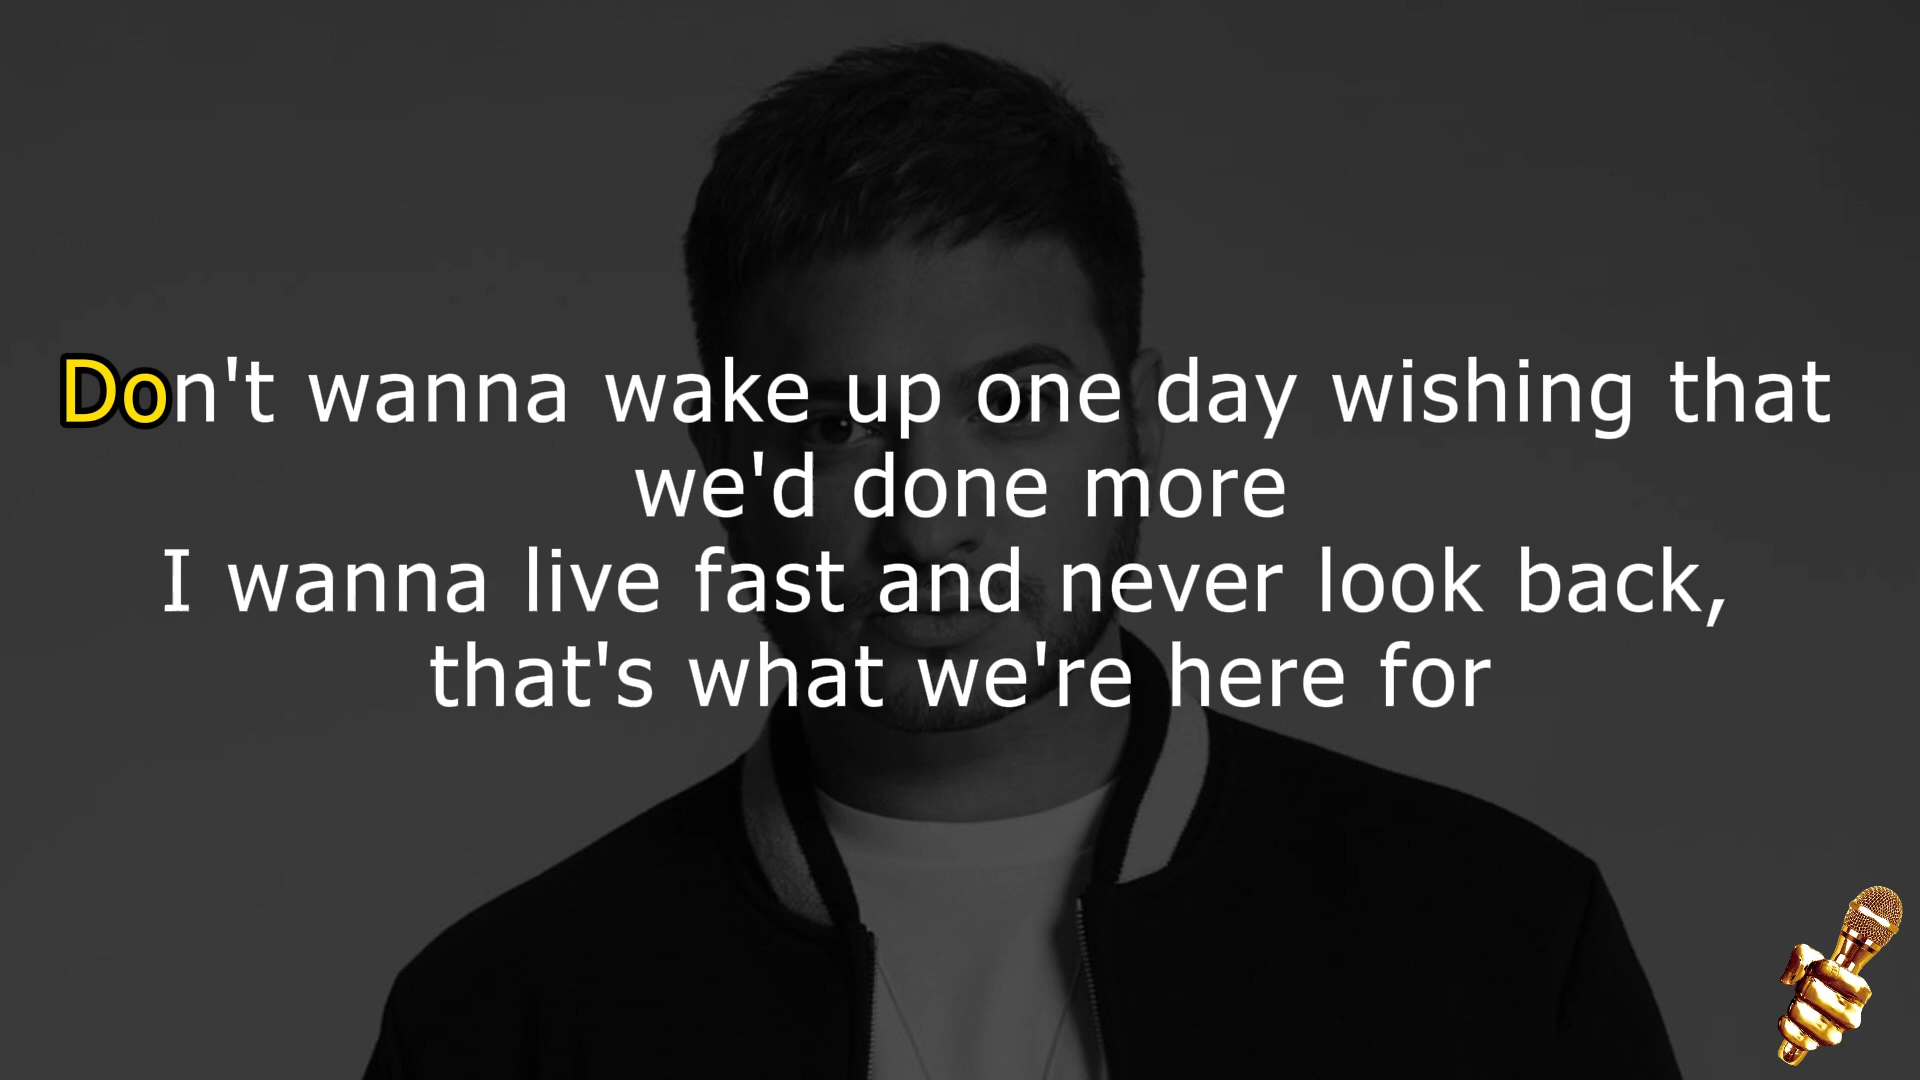 Don't wanna wake up one day wishing that
we'd done more
I wanna live fast and never look back,
that's what we're here for